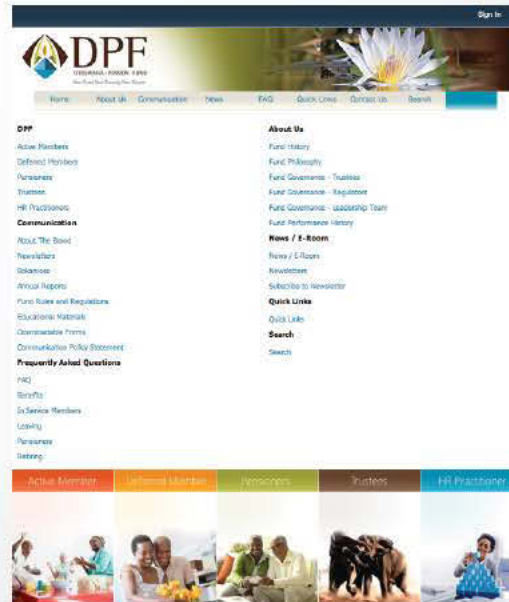 Sign In
DPF
Home About Us Communication News FAQ Quick Links Contact Us Search
DPF
Active Members
Deferred Members
Pensioners
Trustees
HR Practitioners
Communication
About The Board
Newsletters
Bokamoso
Annual Reports
Fund Rules and Regulations
Educational Materials
Downloadable Forms
Communication Policy Statement
Frequently Asked Questions
FAQ
Benefits
In Service Members
Leaving
Pensioners
Retiring
About Us
Fund History
Fund Philosophy
Fund Governance - Trustees
Fund Governance - Regulators
Fund Governance - Leadership Team
Fund Performance History
News / E-Room
News / E-Room
Newsletters
Subscribe to Newsletter
Quick Links
Quick Links
Search
Search
Active Member Deferred Member Pensioners Trustees HR Practitioner